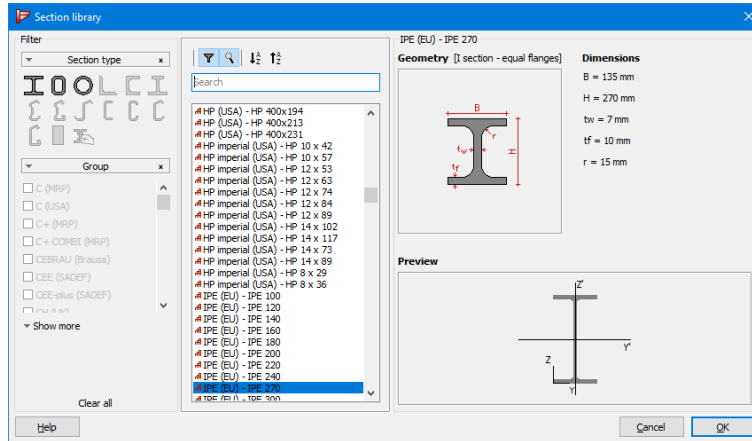 Section library
Filter
Section type
Group
C (MRP)
C (USA)
C+ (MRP)
C+ COMBI (MRP)
CEBRAU (Brausa)
CEE (SADEF)
CEE-plus (SADEF)
CH (UK)
Show more
Clear all
Search
HP (USA) - HP 400x194
HP (USA) - HP 400x213
HP (USA) - HP 400x231
HP imperial (USA) - HP 10 x 42
HP imperial (USA) - HP 10 x 57
HP imperial (USA) - HP 12 x 53
HP imperial (USA) - HP 12 x 63
HP imperial (USA) - HP 12 x 74
HP imperial (USA) - HP 12 x 84
HP imperial (USA) - HP 12 x 89
HP imperial (USA) - HP 14 x 102
HP imperial (USA) - HP 14 x 117
HP imperial (USA) - HP 14 x 73
HP imperial (USA) - HP 14 x 89
HP imperial (USA) - HP 8 x 29
HP imperial (USA) - HP 8 x 36
IPE (EU) - IPE 100
IPE (EU) - IPE 120
IPE (EU) - IPE 140
IPE (EU) - IPE 160
IPE (EU) - IPE 180
IPE (EU) - IPE 200
IPE (EU) - IPE 220
IPE (EU) - IPE 240
IPE (EU) - IPE 270
IPE (EU) - IPE 300
IPE (EU) - IPE 270
Geometry [I section - equal flanges]
B
r
tw
H
tf
Dimensions
B = 135 mm
H = 270 mm
tw = 7 mm
tf = 10 mm
r = 15 mm
Preview
Z'
Y'
Z
Y
Help
Cancel
OK